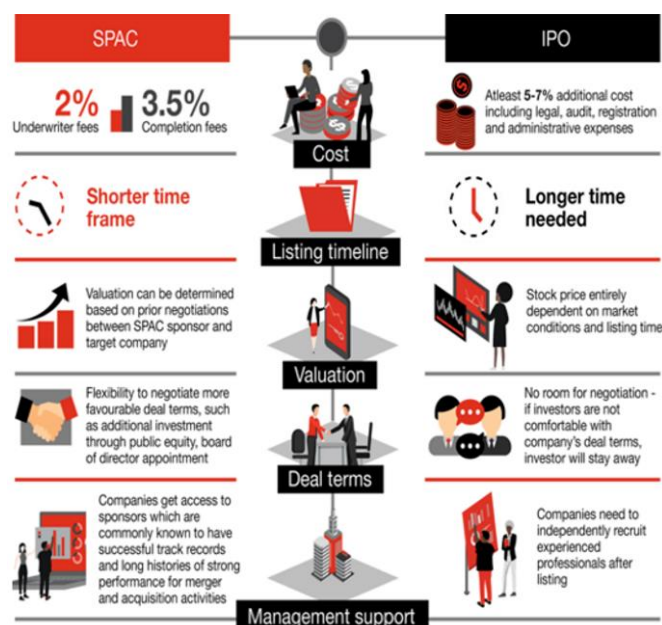 SPAC
IPO
2%
Underwriter fees
3.5%
Completion fees
Cost
Atleast 5-7% additional cost
including legal, audit, registration
and administrative expenses
Shorter time
frame
Listing timeline
Longer time
needed
Valuation can be determined
based on prior negotiations
between SPAC sponsor and
target company
Valuation
Stock price entirely
dependent on market
conditions and listing time
Flexibility to negotiate more
favourable deal terms, such
as additional investment
through public equity, board
of director appointment
Deal terms
No room for negotiation -
if investors are not
comfortable with
company's deal terms,
investor will stay away
Companies get access to
sponsors which are
commonly known to have
successful track records
and long histories of strong
performance for merger
and acquisition activities
Management support
Companies need to
independently recruit
experienced
professionals after
listing